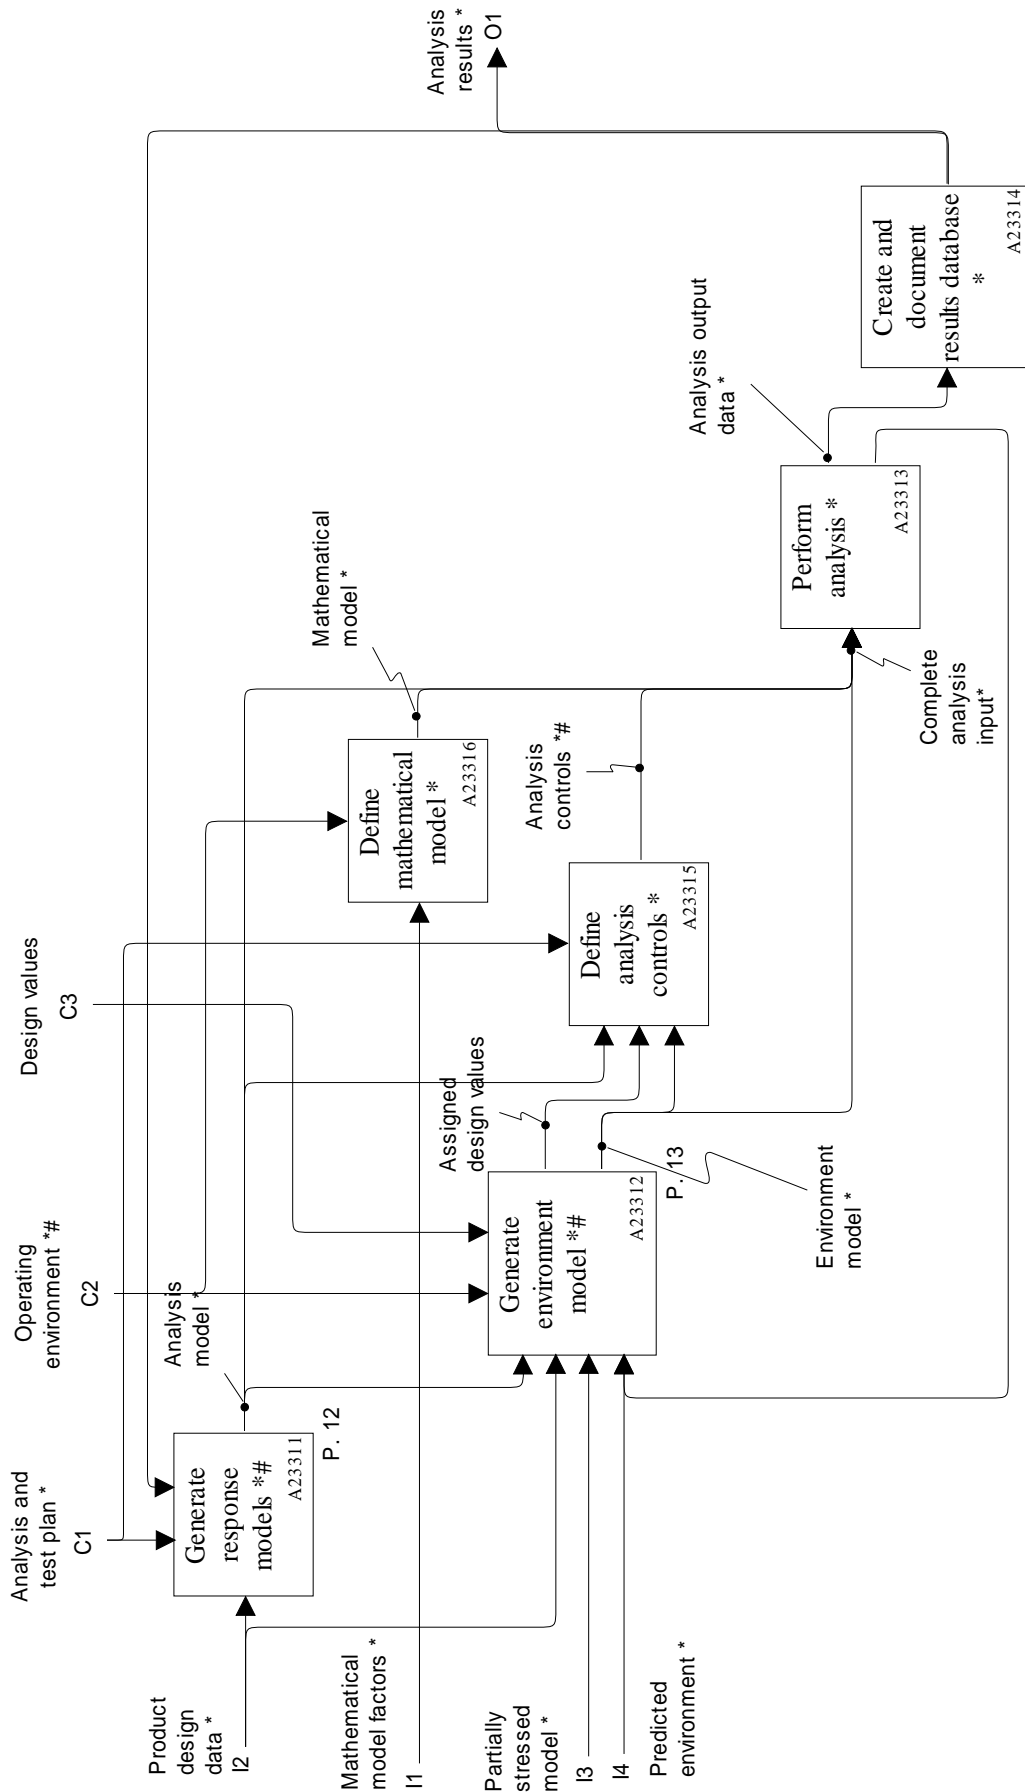 Analysis and
test plan *
C1
Operating
environment *#
C2
Design values
C3
Product
design
data *
I2
Mathematical
model factors *
I1
Partially
stressed
model *
I3
I4
Predicted
environment *
Generate
response
models *#
A23311
P. 12
Analysis
model *
Generate
environment
model *#
A23312
P. 13
Assigned
design values
Environment
model *
Define
analysis
controls *
A23315
Analysis
controls *#
Define
mathematical
model *
A23316
Mathematical
model *
Complete
analysis
input*
Perform
analysis *
A23313
Analysis output
data *
Create and
document
results database
*
A23314
Analysis
results *
O1